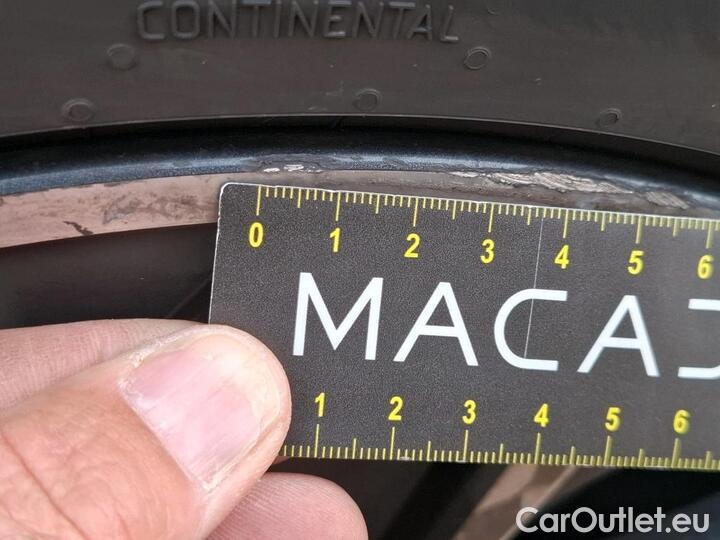 CONTINENTAL
0 1 2 3 4 5 6
MACA
1 2 3 4 5 6
CarOutlet.eu